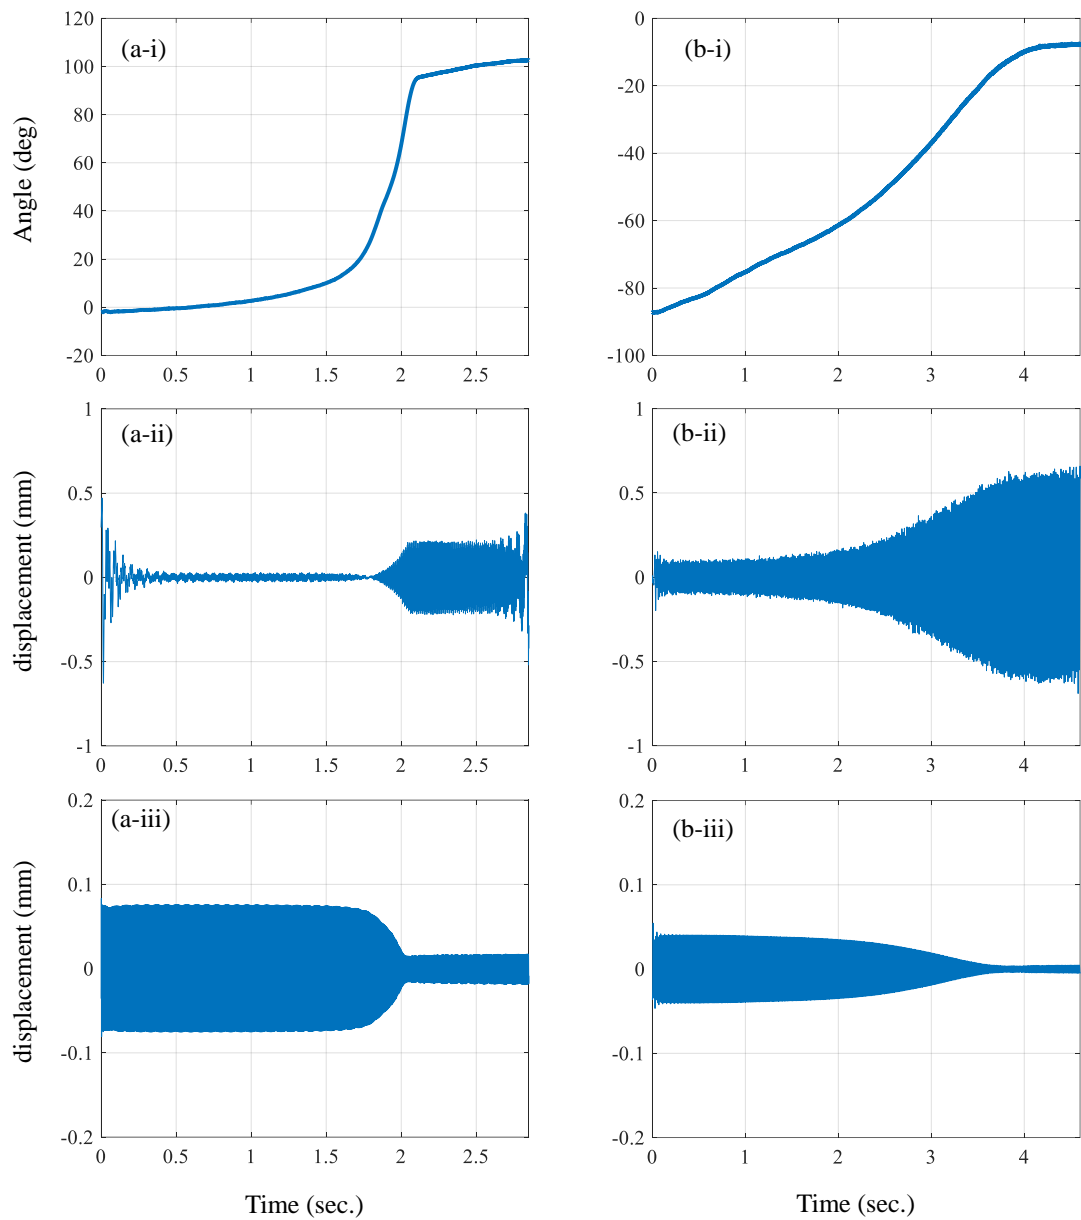 (a-i)
Angle (deg)
120
100
80
60
40
20
0
-20
0 0.5 1 1.5 2 2.5
(b-i)
0
-20
-40
-60
-80
-100
0 1 2 3 4
(a-ii)
displacement (mm)
1
0.5
0
-0.5
-1
0 0.5 1 1.5 2 2.5
(b-ii)
1
0.5
0
-0.5
-1
0 1 2 3 4
(a-iii)
displacement (mm)
0.2
0.1
0
-0.1
-0.2
0 0.5 1 1.5 2 2.5
Time (sec.)
(b-iii)
0.2
0.1
0
-0.1
-0.2
0 1 2 3 4
Time (sec.)